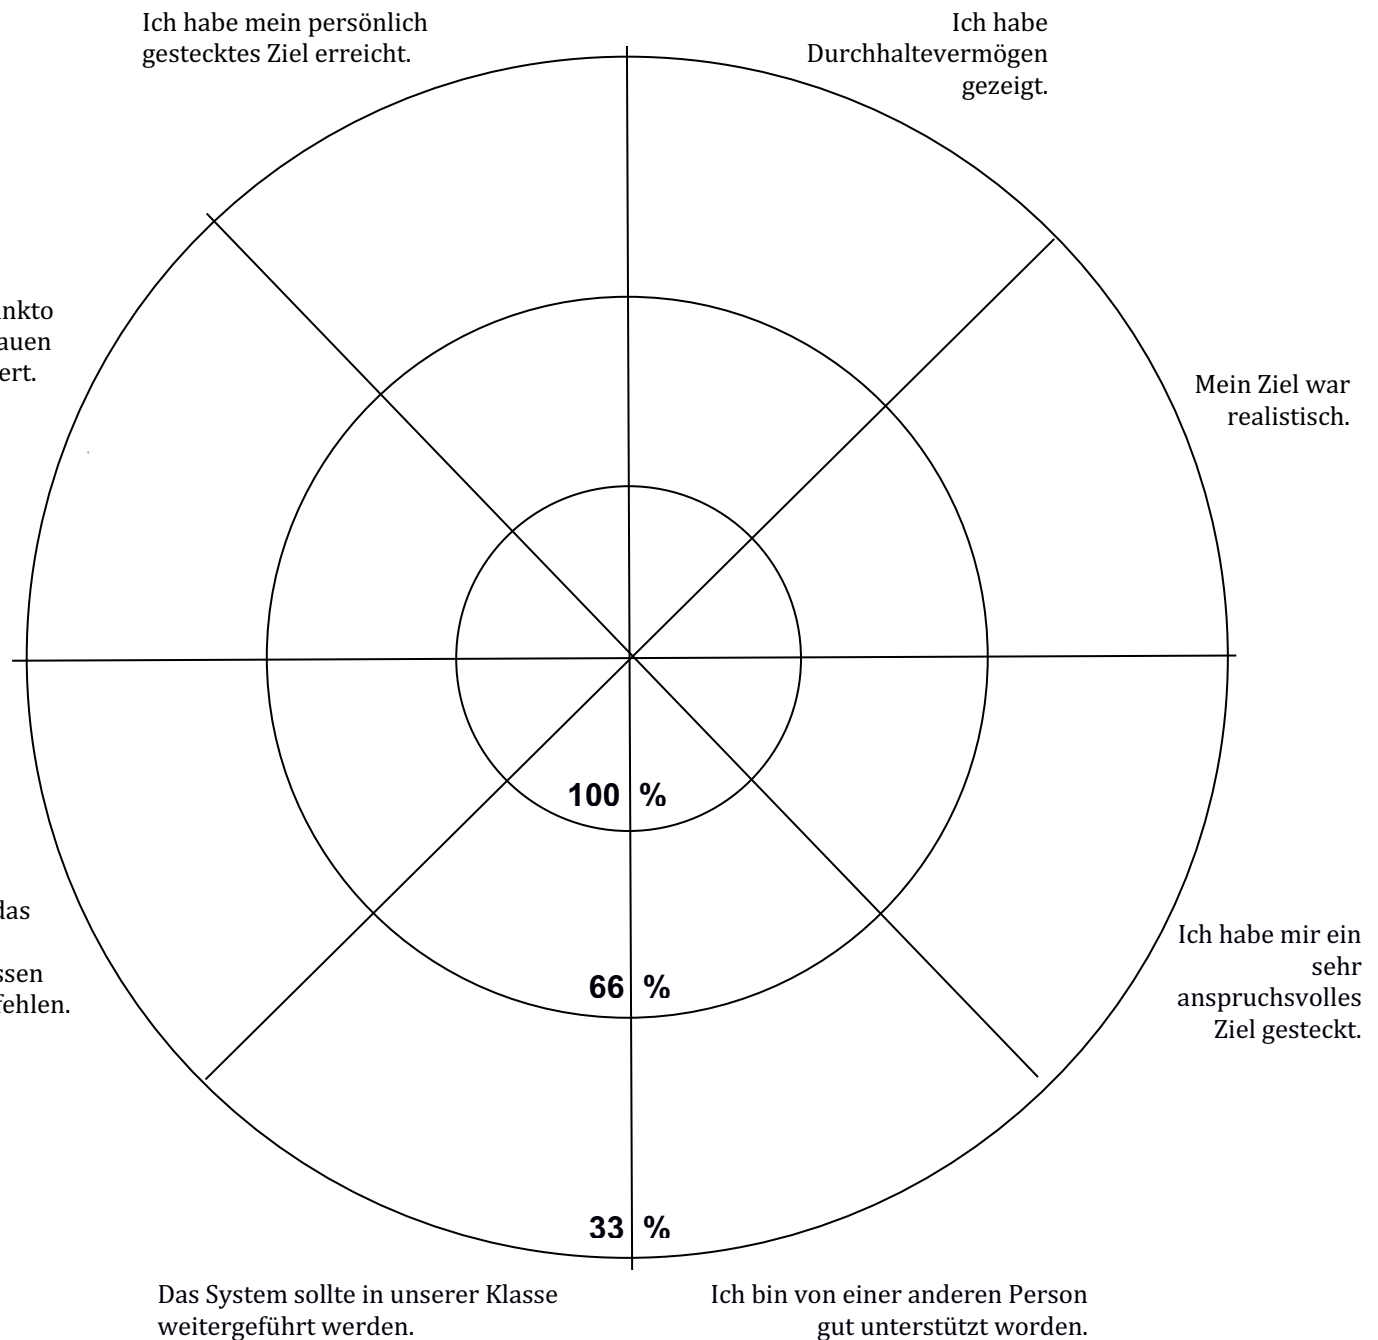 Ich habe mein persönlich
gestecktes Ziel erreicht.
Ich habe
Durchhaltevermögen
gezeigt.
nkto
auen
ert.
Mein Ziel war
realistisch.
100 %
das
ssen
fehlen.
66 %
Ich habe mir ein
sehr
anspruchsvolles
Ziel gesteckt.
33 %
Das System sollte in unserer Klasse
weitergeführt werden.
Ich bin von einer anderen Person
gut unterstützt worden.